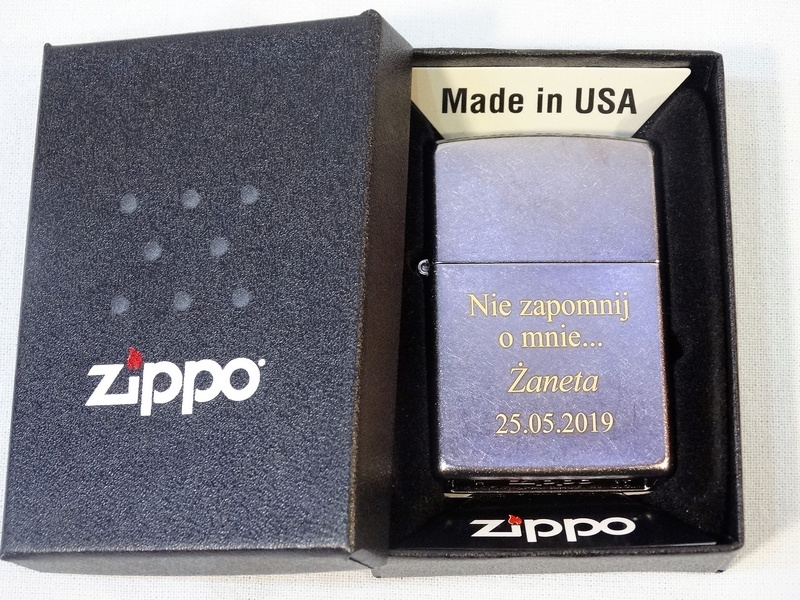 zippo
Made in USA
Nie zapomnij
o mnie...
Żaneta
25.05.2019
zippo